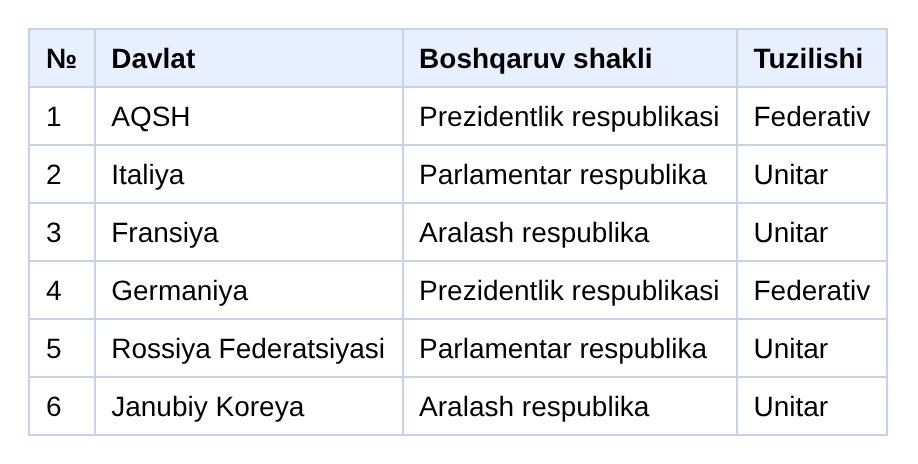 № Davlat Boshqaruv shakli Tuzilishi
1 AQSH Prezidentlik respublikasi Federativ
2 Italiya Parlamentar respublika Unitar
3 Fransiya Aralash respublika Unitar
4 Germaniya Prezidentlik respublikasi Federativ
5 Rossiya Federatsiyasi Parlamentar respublika Unitar
6 Janubiy Koreya Aralash respublika Unitar